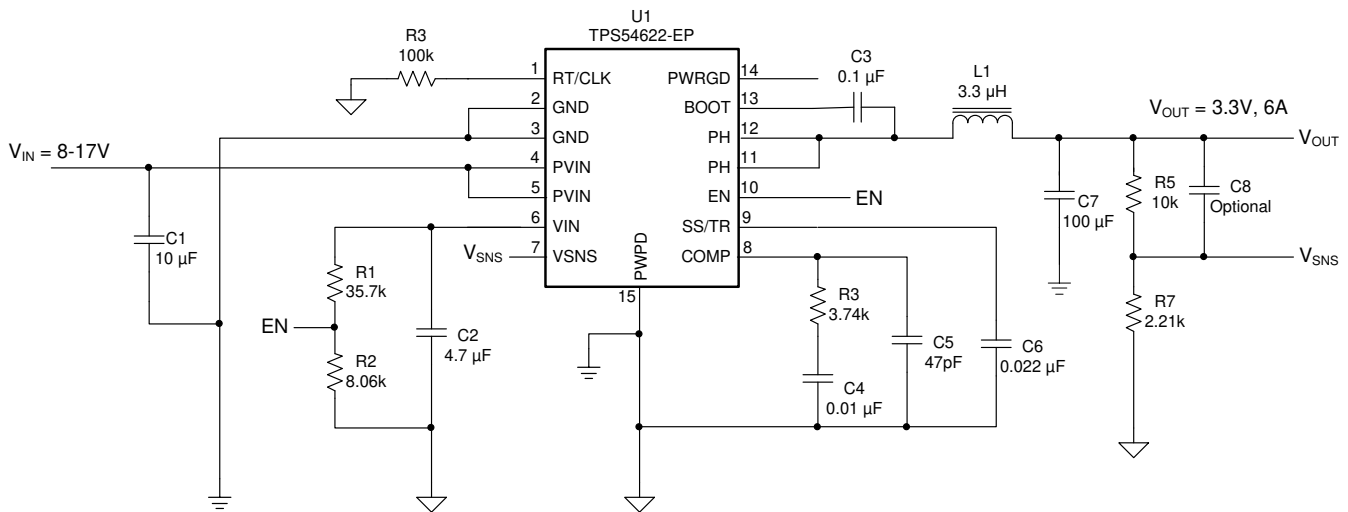 U1
TPS54622-EP
R3
100k
1 RT/CLK
2 GND
3 GND
4 PVIN
5 PVIN
6 VIN
7 VSNS
PWPD
15
PWRGD 14
BOOT 13
PH 12
PH 11
EN 10
SS/TR 9
COMP 8
C3
0.1 µF
L1
3.3 µH
VOUT = 3.3V, 6A
VOUT
VIN = 8-17V
C1
10 µF
VSNS
R1
35.7k
EN
R2
8.06k
C2
4.7 µF
EN
R3
3.74k
C4
0.01 µF
C5
47pF
C6
0.022 µF
C7
100 µF
R5
10k
C8
Optional
VSNS
R7
2.21k